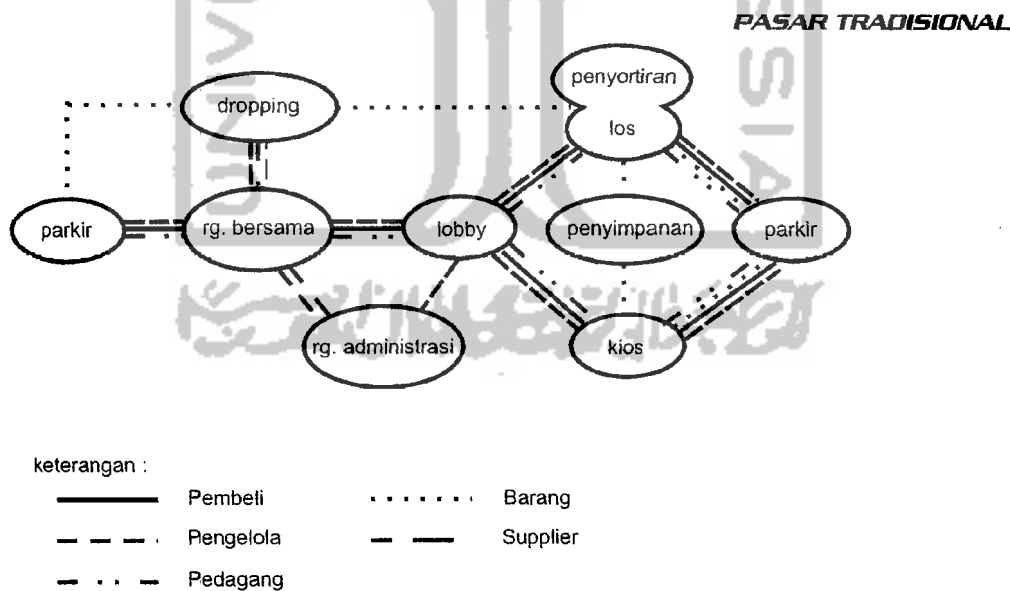 PASAR TRADISIONAL
penyortiran
dropping
los
parkir
rg. bersama
lobby
penyimpanan
parkir
rg. administrasi
kios
keterangan :
Pembeli
Barang
Pengelola
Supplier
Pedagang